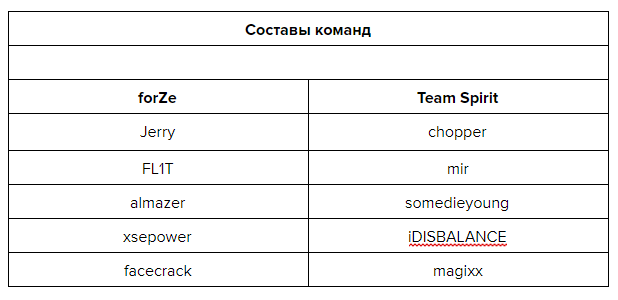 Составы команд
forZe Team Spirit
Jerry chopper
FL1T mir
almazer somedieyoung
xsepower iDISBALANCE
facecrack magixx